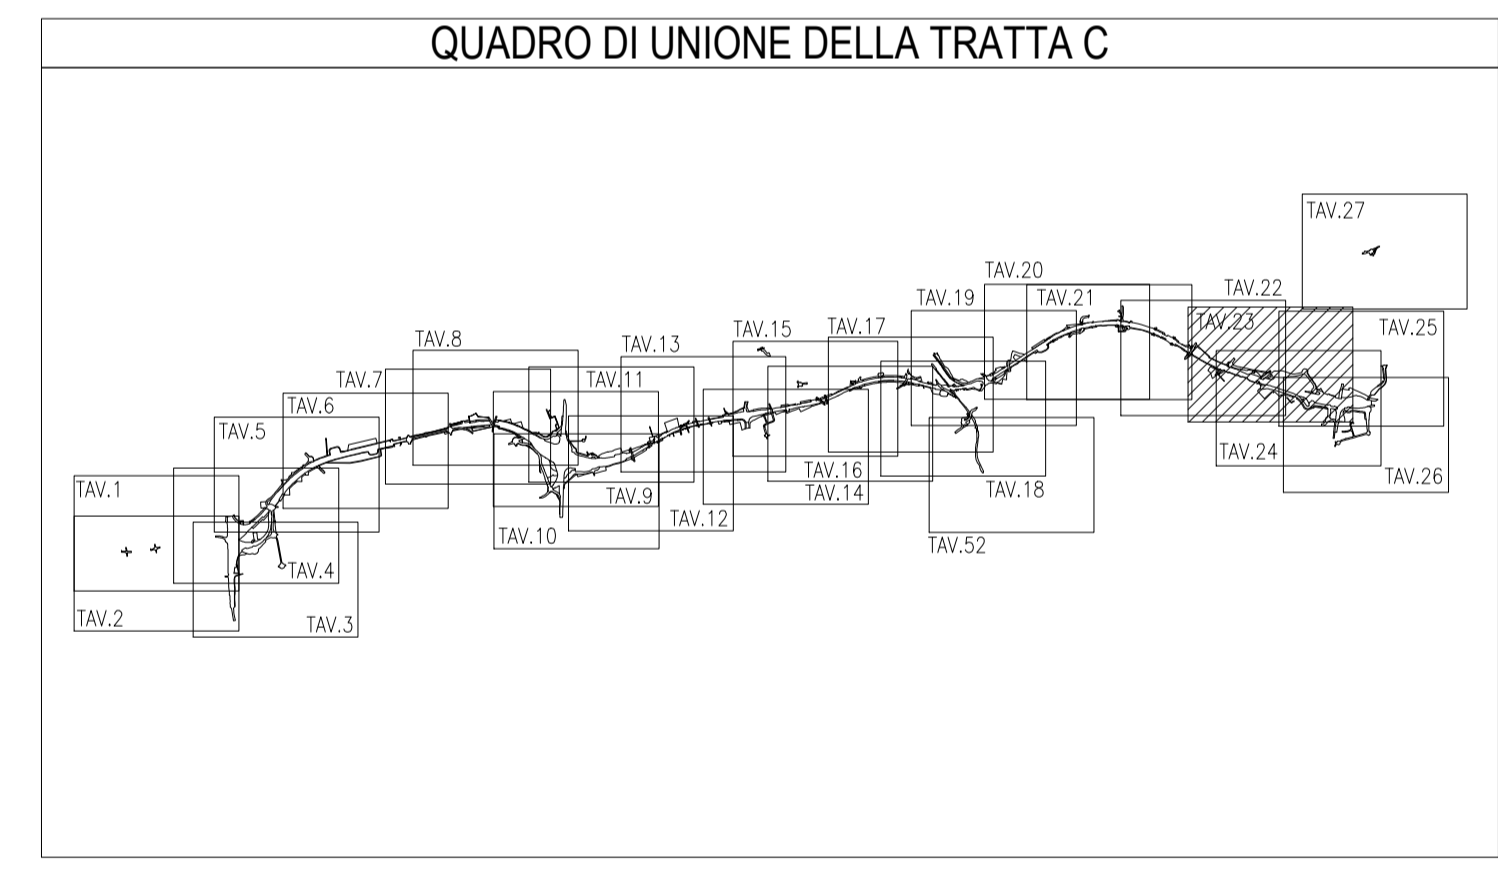 QUADRO DI UNIONE DELLA TRATTA C
TAV.27
TAV.20
TAV.22
TAV.19
TAV.21
TAV.23
TAV.25
TAV.15
TAV.17
TAV.8
TAV.13
TAV.7
TAV.11
TAV.6
TAV.5
TAV.24
TAV.16
TAV.26
TAV.1
TAV.9
TAV.14
TAV.18
TAV.12
TAV.10
TAV.52
TAV.4
TAV.2
TAV.3